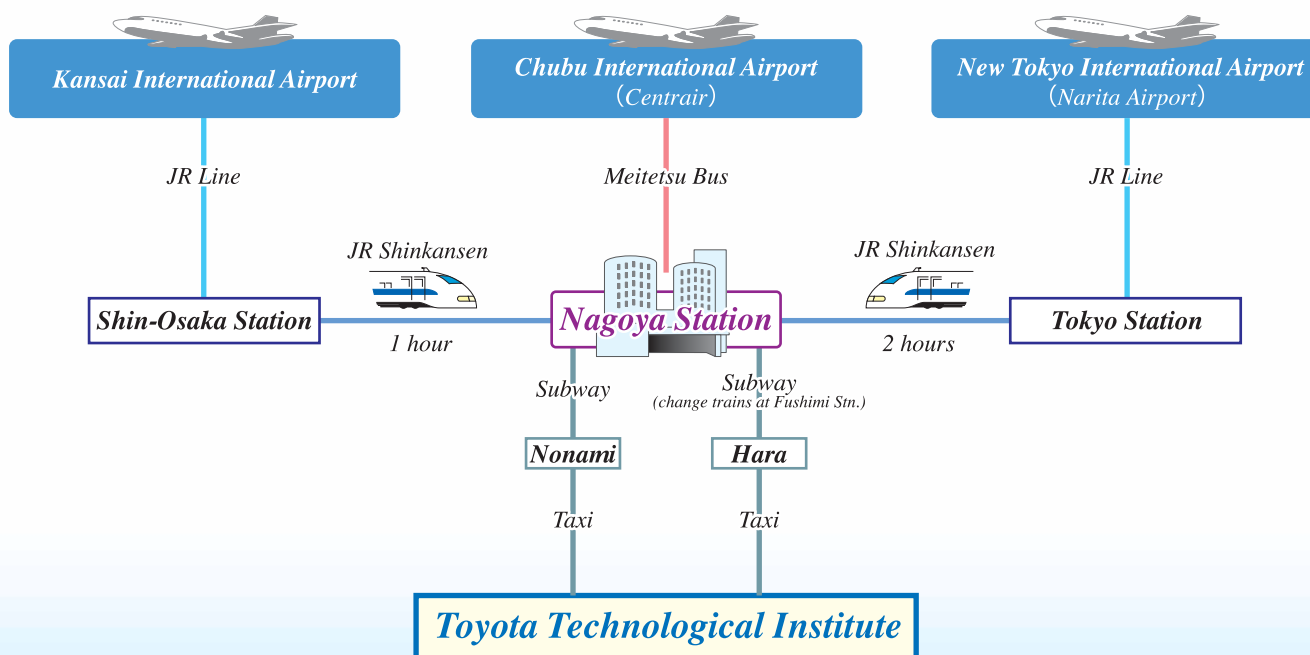 Kansai International Airport
Chubu International Airport
（Centrair）
New Tokyo International Airport
（Narita Airport）
JR Line
Meitetsu Bus
JR Line
JR Shinkansen
JR Shinkansen
Shin-Osaka Station
Nagoya Station
Tokyo Station
1 hour
2 hours
Subway
Subway
(change trains at Fushimi Stn.)
Nonami
Hara
Taxi
Taxi
Toyota Technological Institute